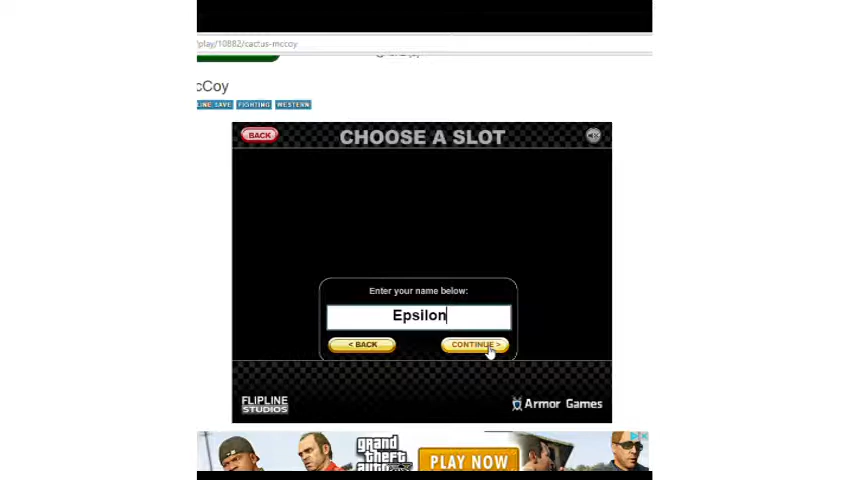 /play/10882/cactus-mccoy
cCoy
LINE SAVE FIGHTING WESTERN
BACK CHOOSE A SLOT
Enter your name below:
Epsilon
< BACK CONTINUE >
FLIPLINE
STUDIOS
Armor Games
grand
theft
auto
PLAY NOW